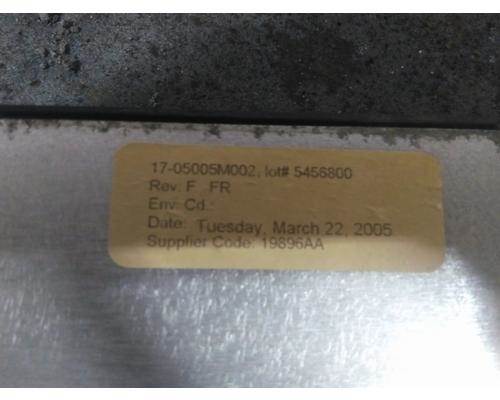 17-05005M002, lot# 5456800
Rev: F FR
Env. Cd.:
Date: Tuesday, March 22, 2005
Supplier Code: 19896AA